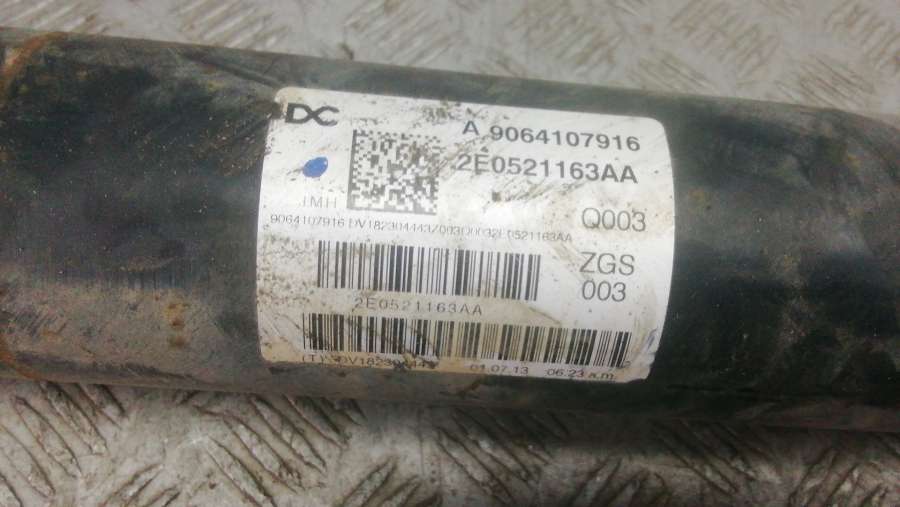 DC
A 9064107916
2E0521163AA
IMH
Q003
9064107916 DV182304443Z003Q0032E0521163AA
ZGS
003
2E0521163AA
01.07.13 06:23 a.m.